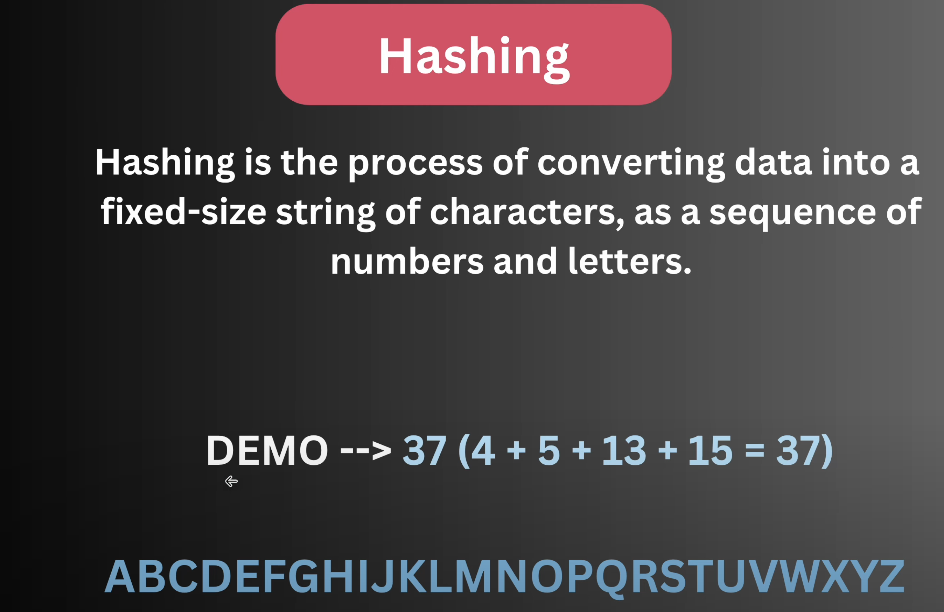 Hashing
Hashing is the process of converting data into a
fixed-size string of characters, as a sequence of
numbers and letters.
DEMO --> 37 (4 + 5 + 13 + 15 = 37)
ABCDEFGHIJKLMNOPQRSTUVWXYZ